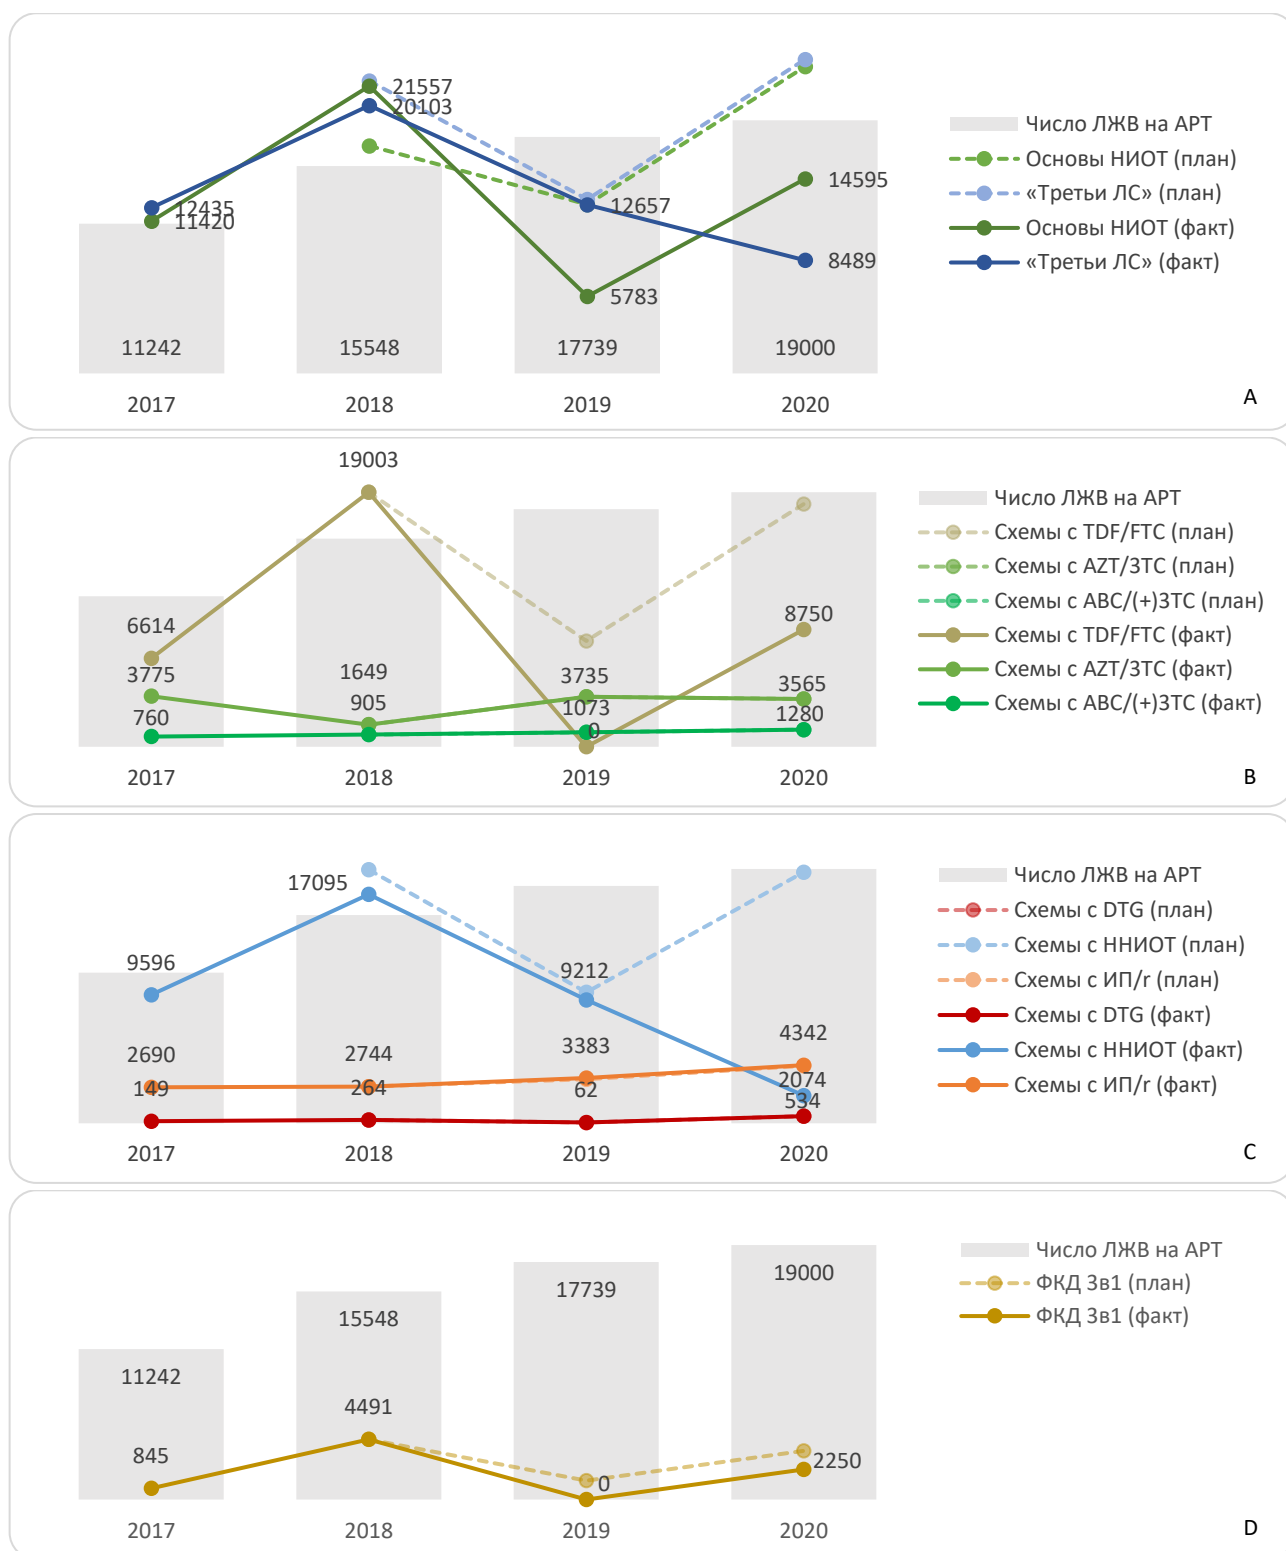 21557
20103
12435
11420
12657
14595
5783
8489
11242
15548
17739
19000
2017
2018
2019
2020
Число ЛЖВ на АРТ
Основы НИОТ (план)
«Третьи ЛС» (план)
Основы НИОТ (факт)
«Третьи ЛС» (факт)
A
19003
6614
3775
760
1649
905
3735
1073
0
8750
3565
1280
2017
2018
2019
2020
Число ЛЖВ на АРТ
Схемы с TDF/FTC (план)
Схемы с AZT/3TC (план)
Схемы с ABC/(+)3TC (план)
Схемы с TDF/FTC (факт)
Схемы с AZT/3TC (факт)
Схемы с ABC/(+)3TC (факт)
B
17095
9596
2690
149
2744
264
9212
3383
62
4342
2074
534
2017
2018
2019
2020
Число ЛЖВ на АРТ
Схемы с DTG (план)
Схемы с ННИОТ (план)
Схемы с ИП/r (план)
Схемы с DTG (факт)
Схемы с ННИОТ (факт)
Схемы с ИП/r (факт)
C
11242
15548
17739
19000
845
4491
0
2250
2017
2018
2019
2020
Число ЛЖВ на АРТ
ФКД 3в1 (план)
ФКД 3в1 (факт)
D